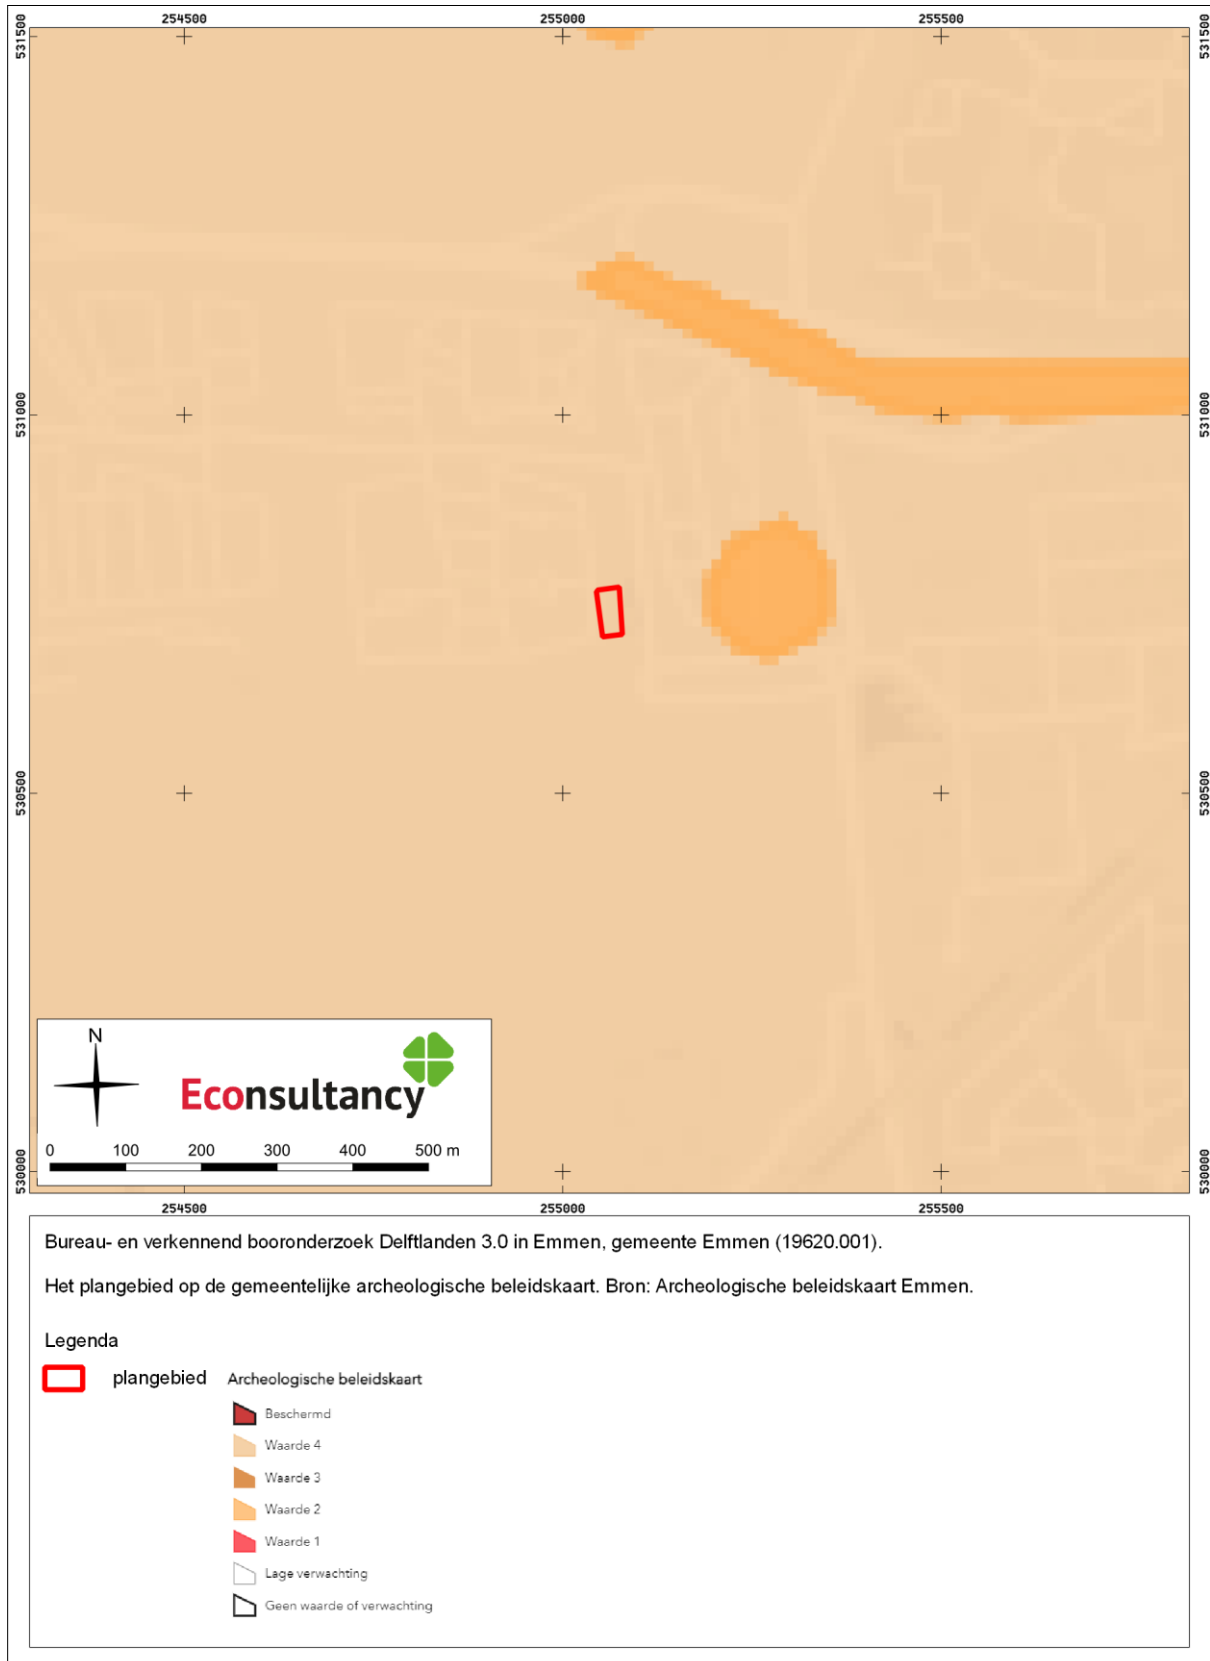 254500 255000 255500
531500 531500
531000 531000
530500 530500
530000 530000
N
Econsultancy
0 100 200 300 400 500 m
254500 255000 255500
Bureau- en verkennend booronderzoek Delftlanden 3.0 in Emmen, gemeente Emmen (19620.001).
Het plangebied op de gemeentelijke archeologische beleidskaart. Bron: Archeologische beleidskaart Emmen.
Legenda
plangebied Archeologische beleidskaart
Beschermd
Waarde 4
Waarde 3
Waarde 2
Waarde 1
Lage verwachting
Geen waarde of verwachting